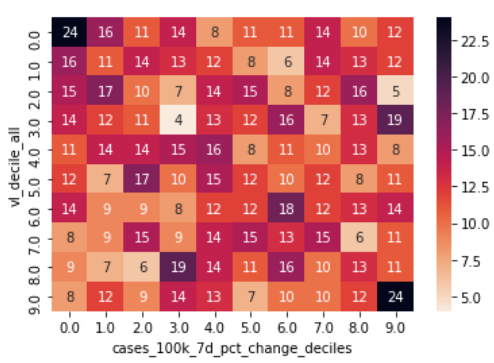 0.0 24 16 11 14 8 11 11 14 10 12 22.5
1.0 16 11 14 13 12 8 6 14 13 12 20.0
2.0 15 17 10 7 14 15 8 12 16 5 17.5
3.0 14 12 11 4 13 12 16 7 13 19 15.0
4.0 11 14 14 15 16 8 11 10 13 8 12.5
5.0 12 7 17 10 15 12 10 12 8 11 10.0
6.0 14 9 9 8 12 12 18 12 13 14 7.5
7.0 8 9 15 9 14 15 13 15 6 11 5.0
8.0 9 7 6 19 14 11 16 10 13 11
9.0 8 12 9 14 13 7 10 10 12 24
vl_decile_all
0.0 1.0 2.0 3.0 4.0 5.0 6.0 7.0 8.0 9.0
cases_100k_7d_pct_change_deciles